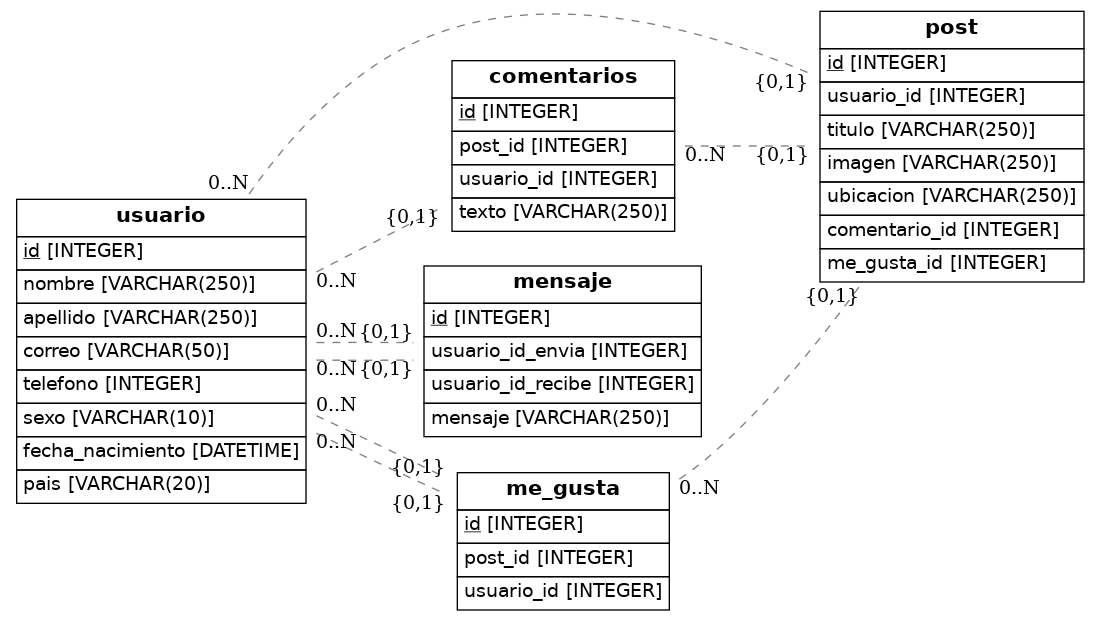 usuario
id [INTEGER]
nombre [VARCHAR(250)]
apellido [VARCHAR(250)]
correo [VARCHAR(50)]
telefono [INTEGER]
sexo [VARCHAR(10)]
fecha_nacimiento [DATETIME]
pais [VARCHAR(20)]
0..N
0..N
0..N
0..N
0..N
0..N
{0,1}
{0,1}
{0,1}
{0,1}
{0,1}
comentarios
id [INTEGER]
post_id [INTEGER]
usuario_id [INTEGER]
texto [VARCHAR(250)]
mensaje
id [INTEGER]
usuario_id_envia [INTEGER]
usuario_id_recibe [INTEGER]
mensaje [VARCHAR(250)]
me_gusta
id [INTEGER]
post_id [INTEGER]
usuario_id [INTEGER]
{0,1}
0..N
{0,1}
{0,1}
0..N
post
id [INTEGER]
usuario_id [INTEGER]
titulo [VARCHAR(250)]
imagen [VARCHAR(250)]
ubicacion [VARCHAR(250)]
comentario_id [INTEGER]
me_gusta_id [INTEGER]